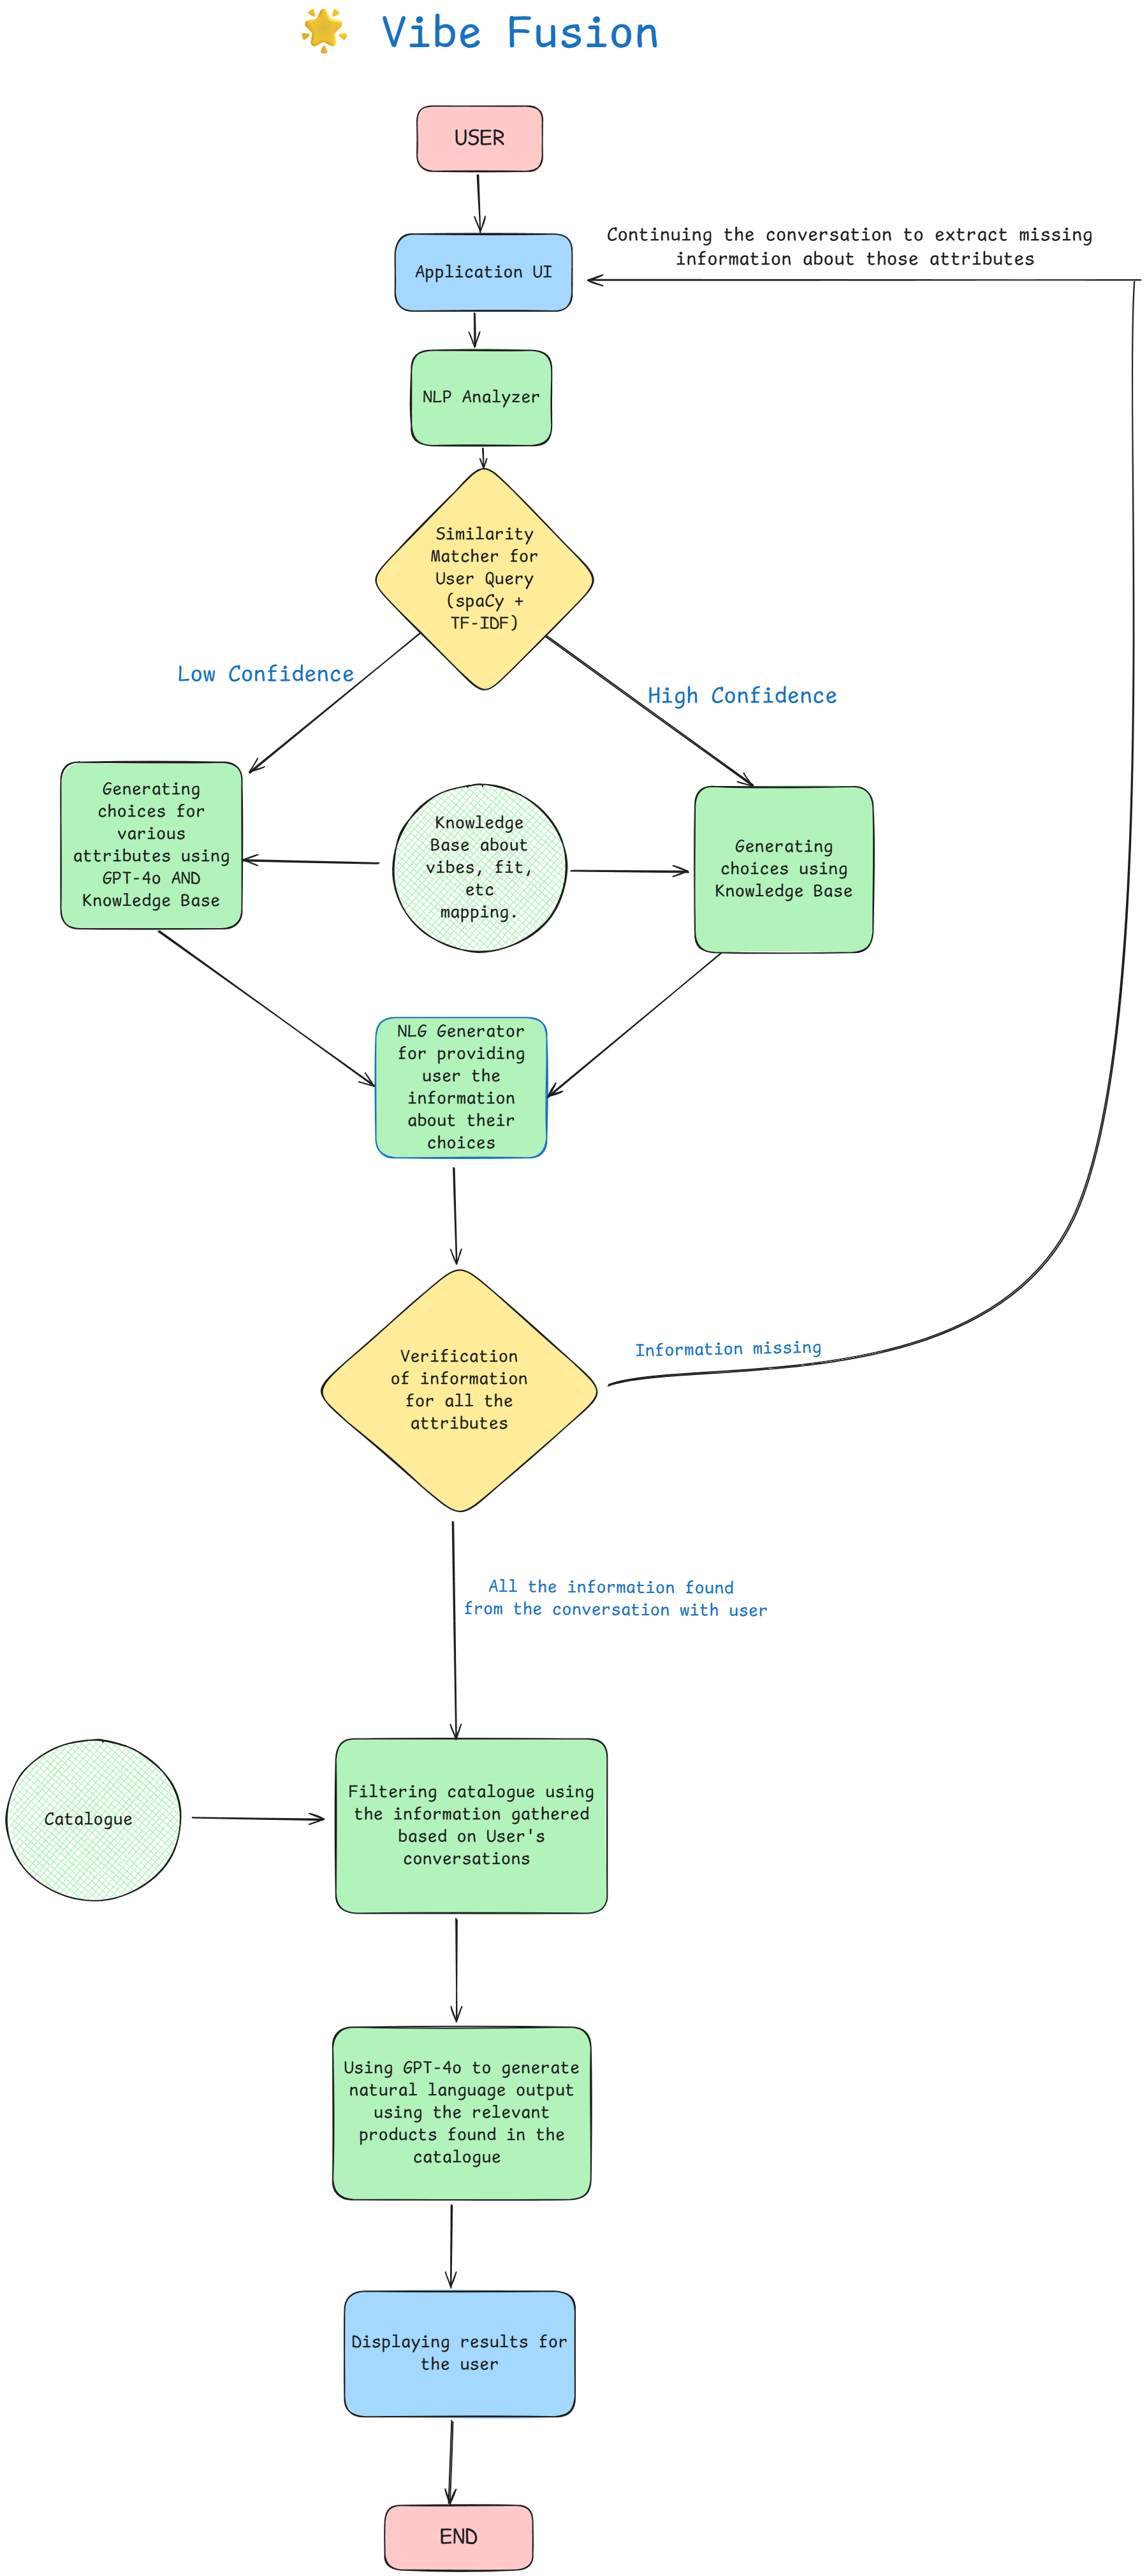 Vibe Fusion
USER
Continuing the conversation to extract missing
information about those attributes
Application UI
NLP Analyzer
Similarity
Matcher for
User Query
(spaCy +
TF-IDF)
Low Confidence
High Confidence
Generating
choices for
various
attributes using
GPT-4o AND
Knowledge Base
Knowledge
Base about
vibes, fit,
etc
mapping.
Generating
choices using
Knowledge Base
NLG Generator
for providing
user the
information
about their
choices
Verification
of information
for all the
attributes
Information missing
All the information found
from the conversation with user
Catalogue
Filtering catalogue using
the information gathered
based on User's
conversations
Using GPT-4o to generate
natural language output
using the relevant
products found in the
catalogue
Displaying results for
the user
END